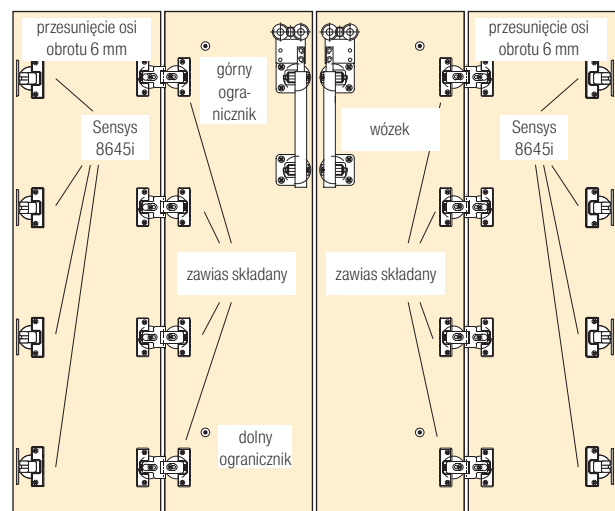 przesunięcie osi
obrotu 6 mm
przesunięcie osi
obrotu 6 mm
górny
ogra-
nicznik
Sensys
8645i
wózek
Sensys
8645i
zawias składany
zawias składany
dolny
ogranicznik